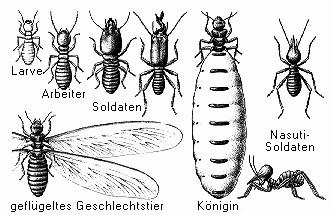 Larve
Arbeiter
Soldaten
Nasuti-
Soldaten
geflügeltes Geschlechtstier
Königin